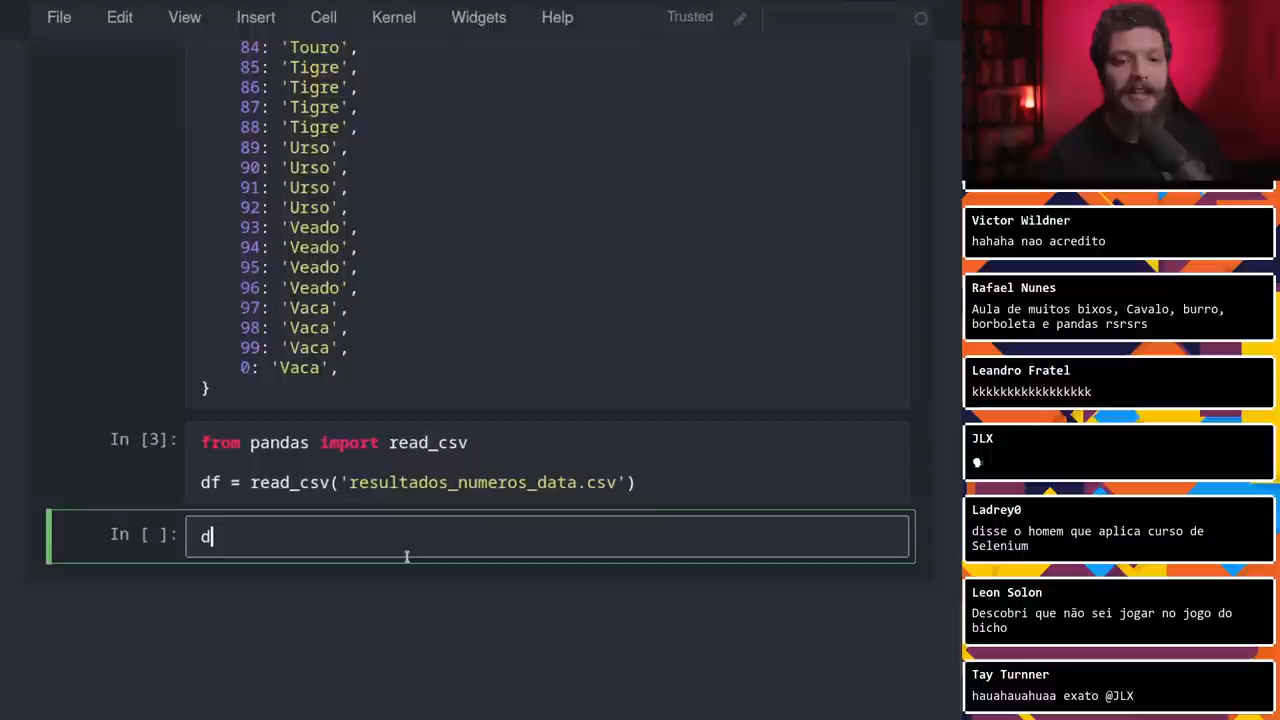 File Edit View Insert Cell Kernel Widgets Help Trusted
84: 'Touro',
85: 'Tigre',
86: 'Tigre',
87: 'Tigre',
88: 'Tigre',
89: 'Urso',
90: 'Urso',
91: 'Urso',
92: 'Urso',
93: 'Veado',
94: 'Veado',
95: 'Veado',
96: 'Veado',
97: 'Vaca',
98: 'Vaca',
99: 'Vaca',
0: 'Vaca',
}
In [3]: from pandas import read_csv
df = read_csv('resultados_numeros_data.csv')
In [ ]: d
Victor Wildner
hahaha nao acredito
Rafael Nunes
Aula de muitos bixos, Cavalo, burro,
borboleta e pandas rsrsrs
Leandro Fratel
kkkkkkkkkkkkkkkkk
JLX
Ladrey0
disse o homem que aplica curso de
Selenium
Leon Solon
Descobri que não sei jogar no jogo do
bicho
Tay Turnner
hauahauahuaa exato @JLX